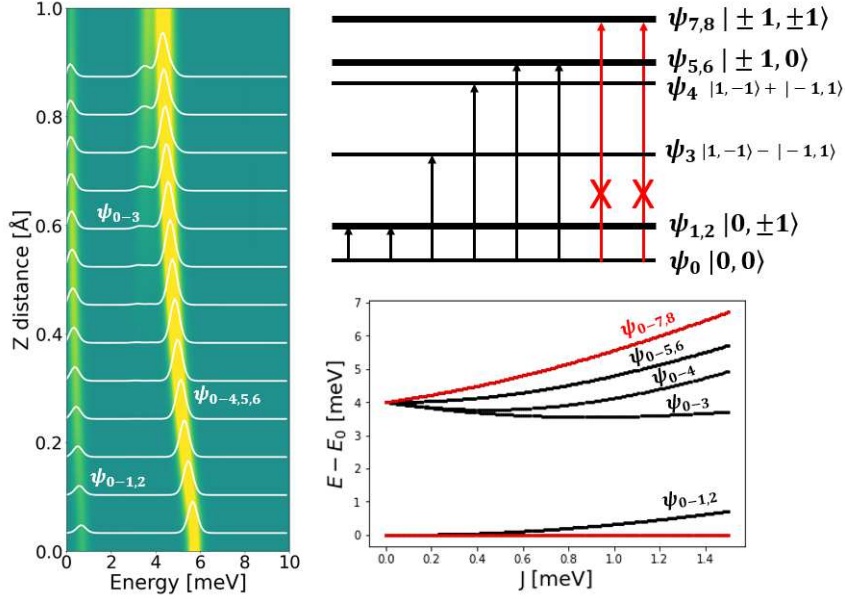 1.0
0.8
0.6
0.4
0.2
0.0
Z distance [Å]
0 2 4 6 8 10
Energy [meV]
ψ₀₋₃
ψ₀₋₄,₅,₆
ψ₀₋₁,₂
ψ₇,₈ | ± 1, ± 1⟩
ψ₅,₆ | ± 1, 0⟩
ψ₄ |1, −1⟩ + | −1, 1⟩
ψ₃ |1, −1⟩ − | −1, 1⟩
X X
ψ₁,₂ |0, ±1⟩
ψ₀ |0, 0⟩
7
6
5
4
3
2
1
0
E − E₀ [meV]
ψ₀₋₇,₈
ψ₀₋₅,₆
ψ₀₋₄
ψ₀₋₃
ψ₀₋₁,₂
0.0 0.2 0.4 0.6 0.8 1.0 1.2 1.4
J [meV]